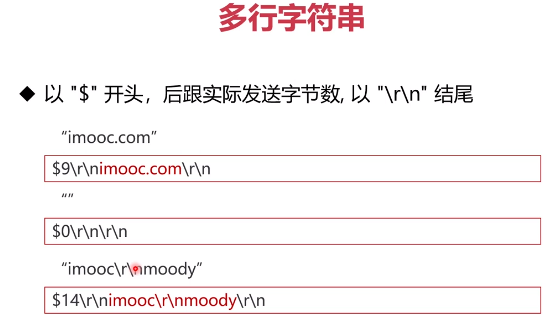 多行字符串
◆ 以 "$" 开头，后跟实际发送字节数, 以 "\r\n" 结尾
“imooc.com”
$9\r\nimooc.com\r\n
“”
$0\r\n\r\n
“imooc\r\nmoody”
$14\r\nimooc\r\nmoody\r\n